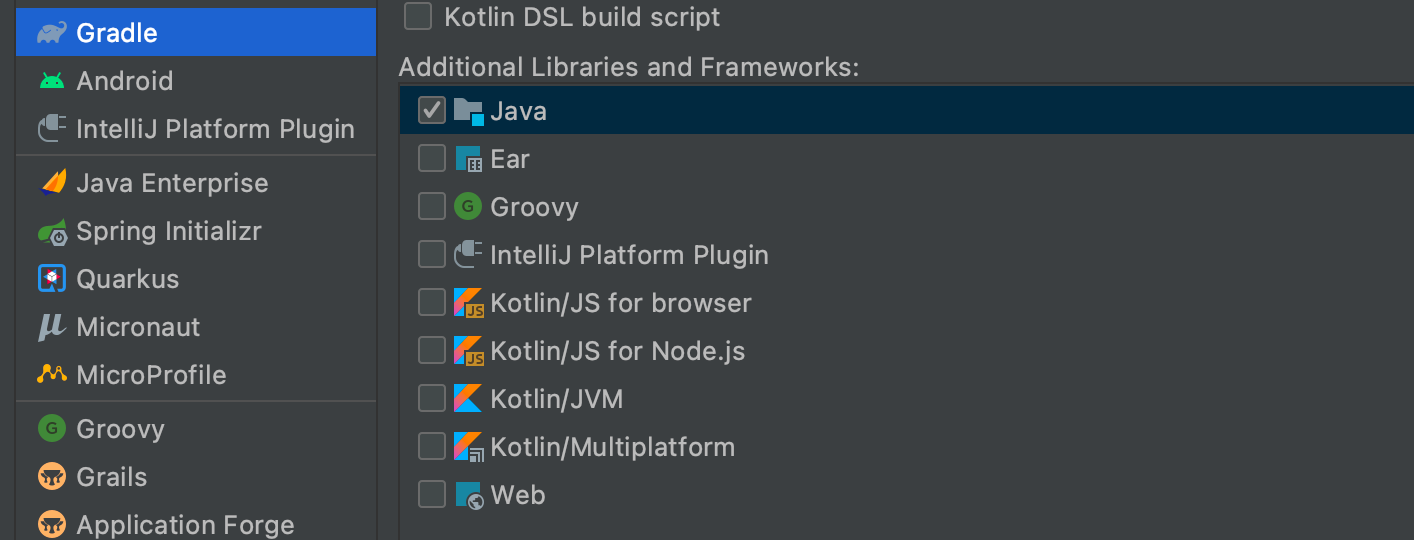 Gradle
Android
IntelliJ Platform Plugin
Java Enterprise
Spring Initializr
Quarkus
Micronaut
MicroProfile
Groovy
Grails
Application Forge
Kotlin DSL build script
Additional Libraries and Frameworks:
Java
Ear
Groovy
IntelliJ Platform Plugin
Kotlin/JS for browser
Kotlin/JS for Node.js
Kotlin/JVM
Kotlin/Multiplatform
Web